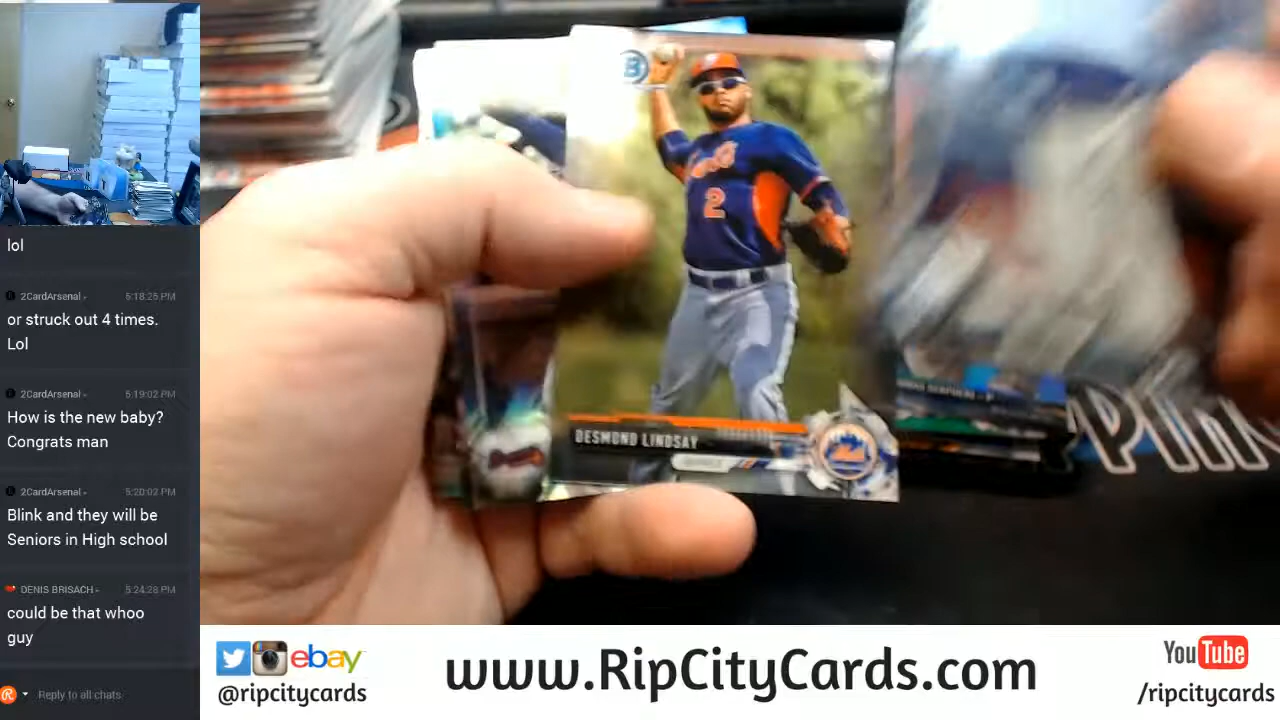 lol
2CardArsenal 5:18:25 PM
or struck out 4 times.
Lol
2CardArsenal 5:19:02 PM
How is the new baby?
Congrats man
2CardArsenal 5:20:02 PM
Blink and they will be
Seniors in High school
DENIS BRISACH 5:24:28 PM
could be that whoo
guy
Reply to all chats
B
Mets
2
DESMOND LINDSAY
Mets
ebay
@ripcitycards
www.RipCityCards.com
YouTube
/ripcitycards